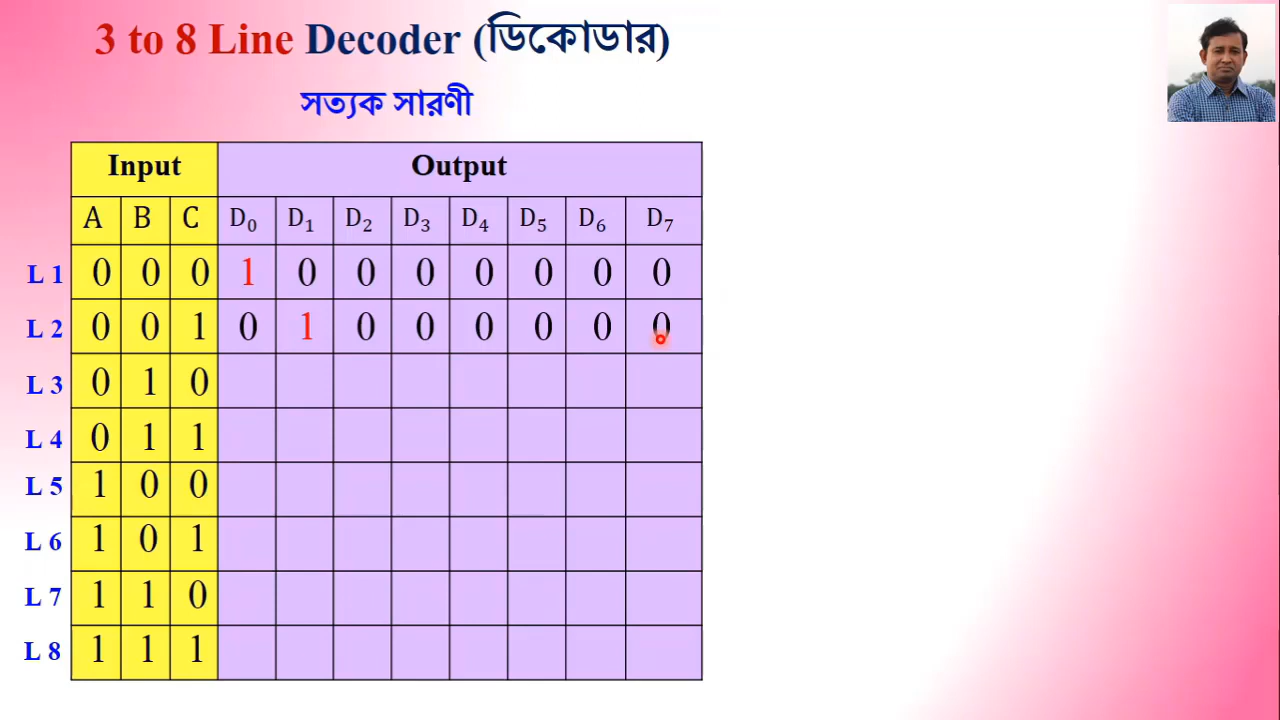 3 to 8 Line Decoder (ডিকোডার)
সত্যক সারণী
Input Output
A B C D₀ D₁ D₂ D₃ D₄ D₅ D₆ D₇
L 1 0 0 0 1 0 0 0 0 0 0 0
L 2 0 0 1 0 1 0 0 0 0 0 0
L 3 0 1 0
L 4 0 1 1
L 5 1 0 0
L 6 1 0 1
L 7 1 1 0
L 8 1 1 1